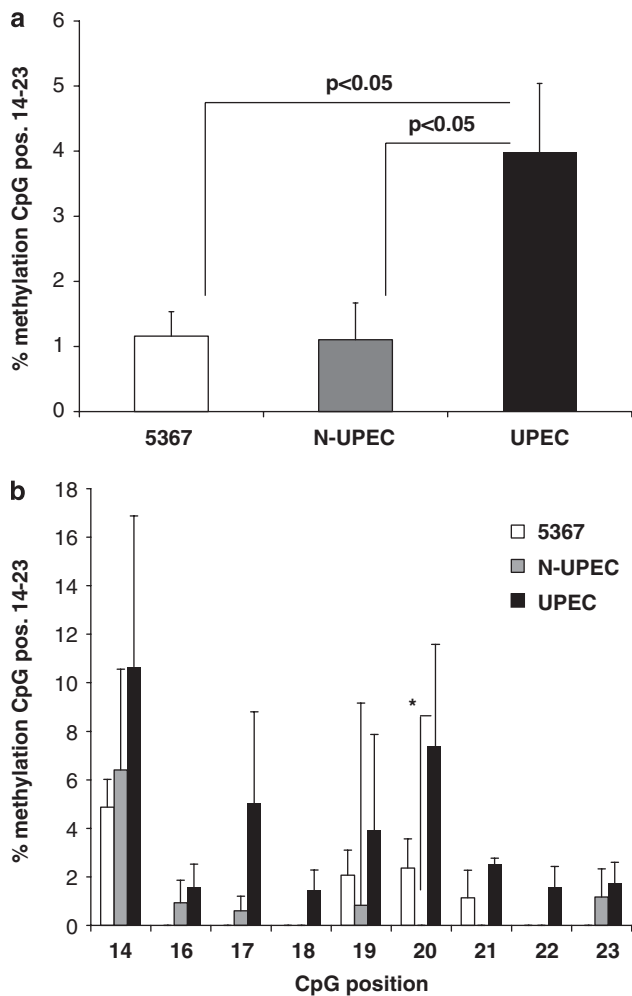 a
% methylation CpG pos. 14-23
6
5
4
3
2
1
0
p<0.05
p<0.05
5367 N-UPEC UPEC
b
% methylation CpG pos. 14-23
18
16
14
12
10
8
6
4
2
0
5367
N-UPEC
UPEC
*
14 16 17 18 19 20 21 22 23
CpG position